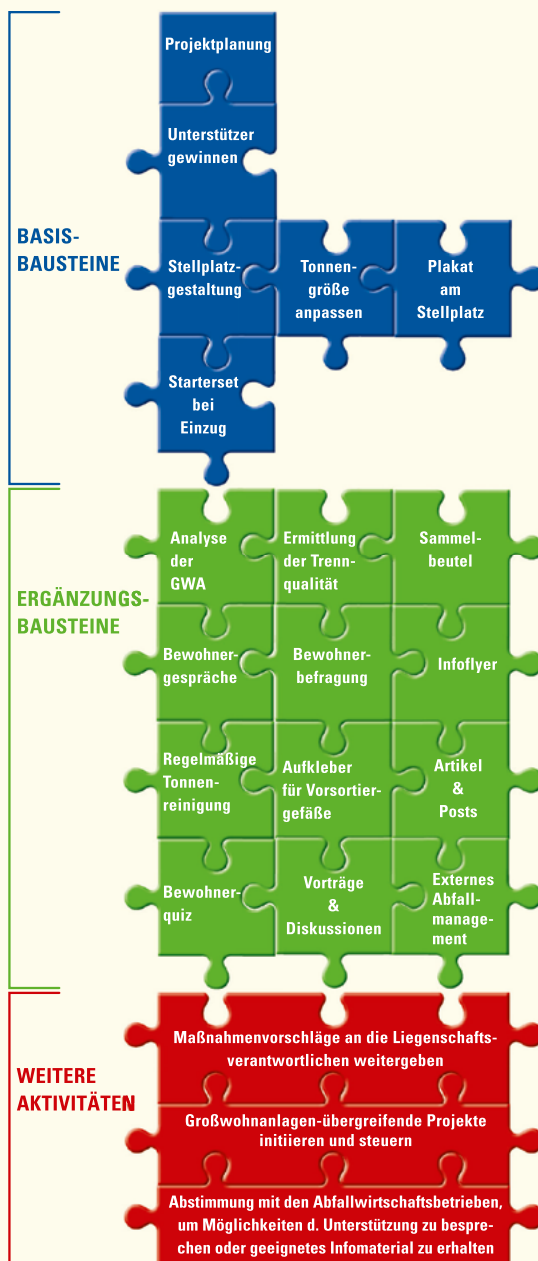 Projektplanung
Unterstützer
gewinnen
BASIS-
BAUSTEINE
Stellplatz-
gestaltung
Tonnen-
größe
anpassen
Plakat
am
Stellplatz
Starterset
bei
Einzug
ERGÄNZUNGS-
BAUSTEINE
Analyse
der
GWA
Ermittlung
der Trenn-
qualität
Sammel-
beutel
Bewohner-
gespräche
Bewohner-
befragung
Infoflyer
Regelmäßige
Tonnen-
reinigung
Aufkleber
für Vorsortier-
gefäße
Artikel
&
Posts
Bewohner-
quiz
Vorträge
&
Diskussionen
Externes
Abfall-
manage-
ment
WEITERE
AKTIVITÄTEN
Maßnahmenvorschläge an die Liegenschafts-
verantwortlichen weitergeben
Großwohnanlagen-übergreifende Projekte
initiieren und steuern
Abstimmung mit den Abfallwirtschaftsbetrieben,
um Möglichkeiten d. Unterstützung zu bespre-
chen oder geeignetes Infomaterial zu erhalten